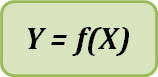 Y = f(X)